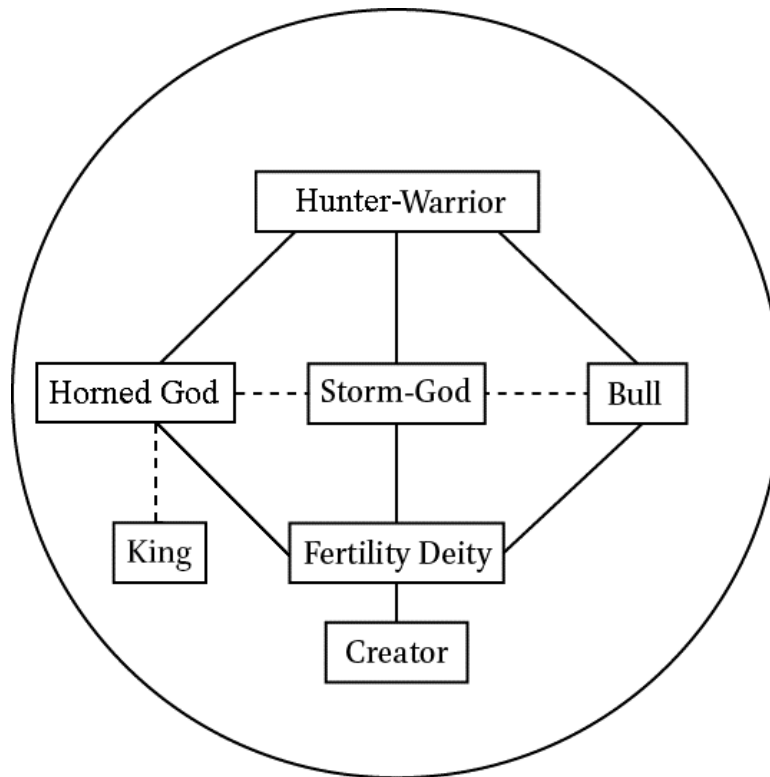 Hunter-Warrior
Horned God
Storm-God
Bull
King
Fertility Deity
Creator